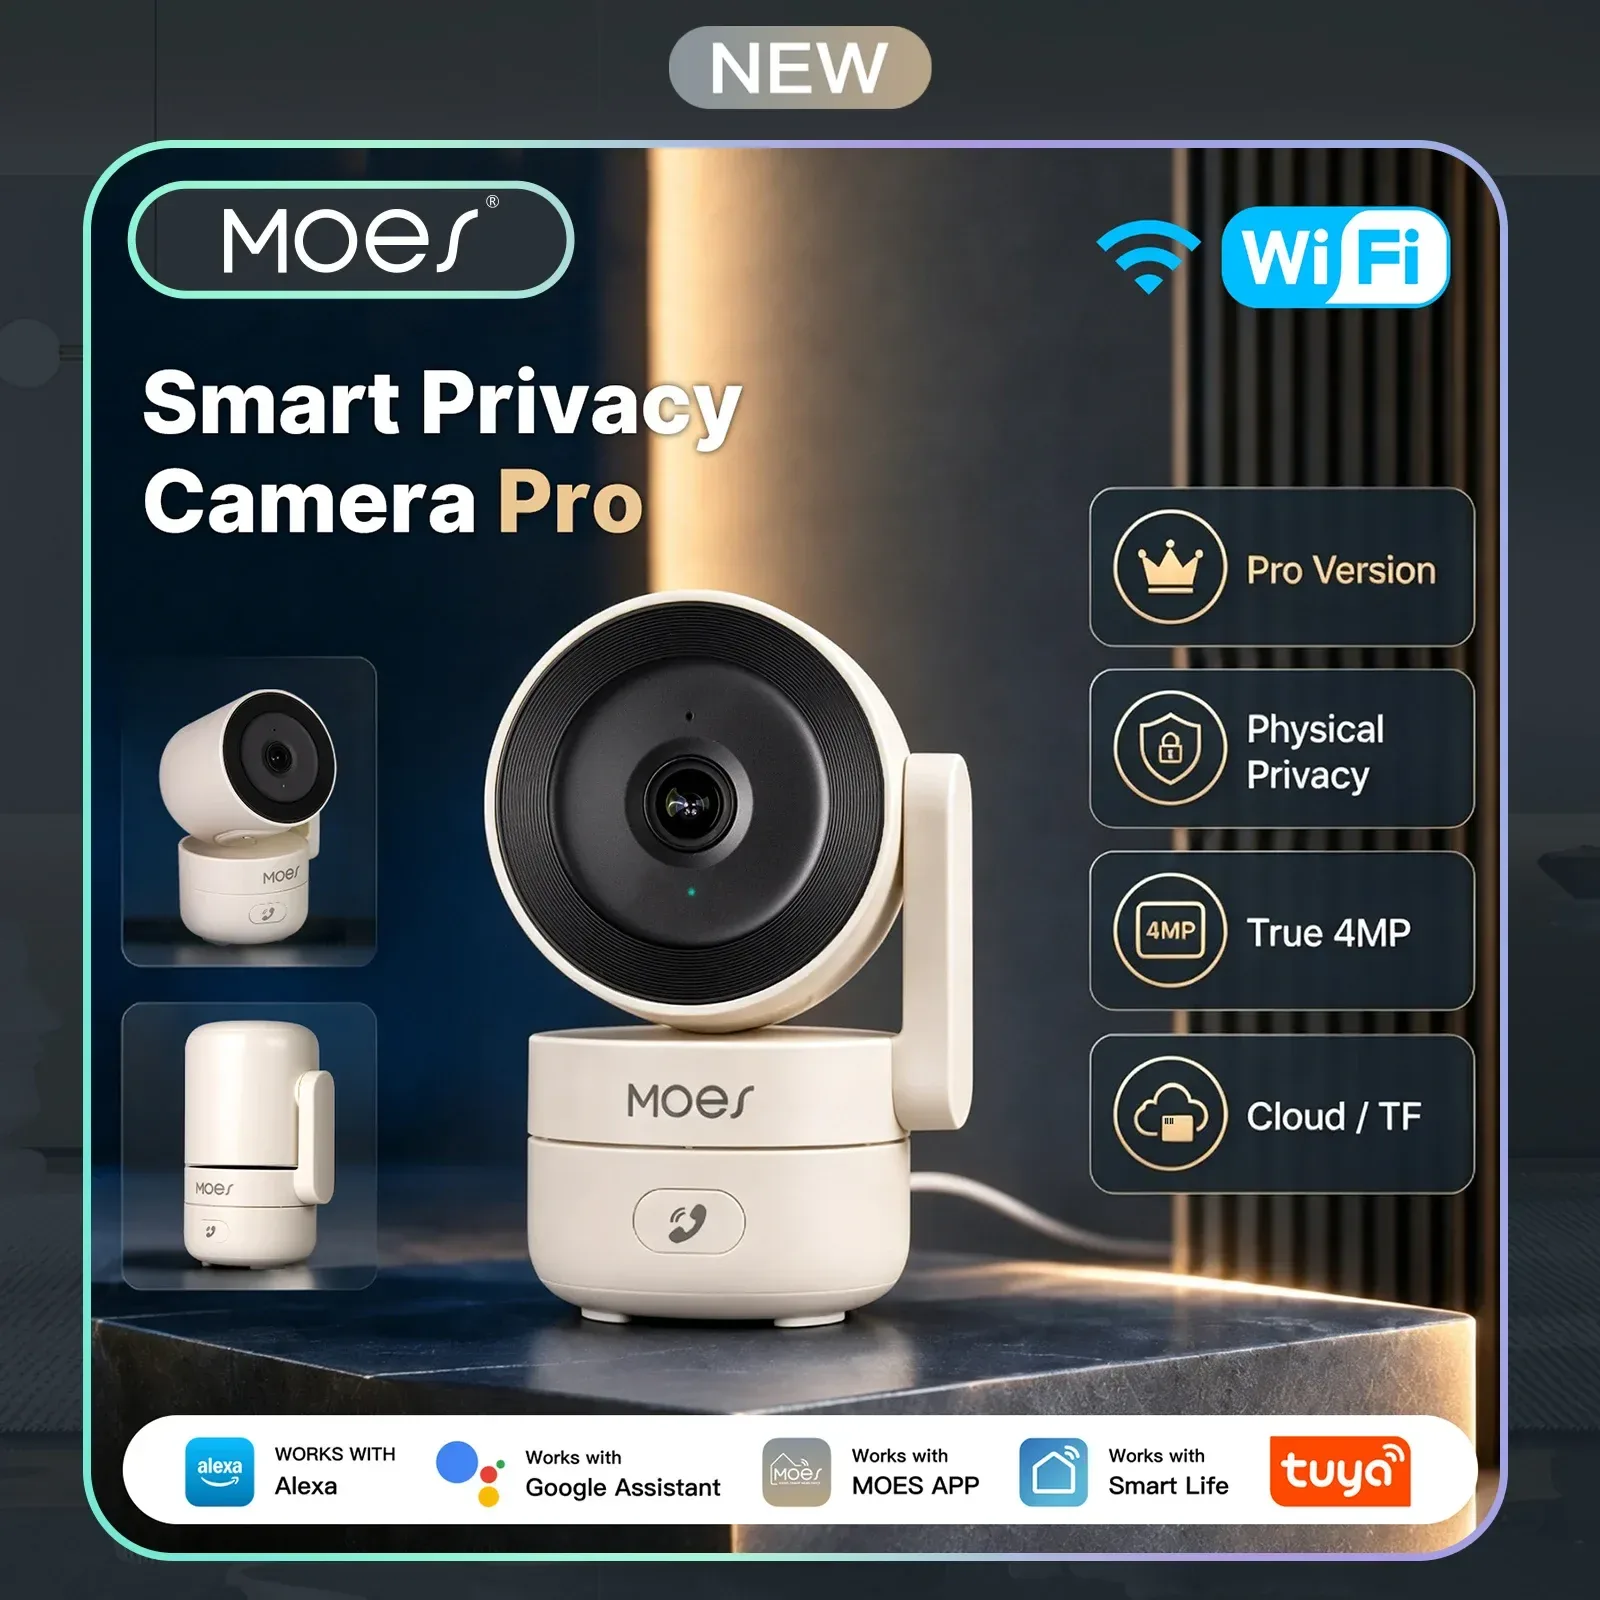 NEW
MOES®
WiFi
Smart Privacy
Camera Pro
Pro Version
Physical
Privacy
4MP
True 4MP
Cloud / TF
MOES
MOES
MOES
alexa
WORKS WITH
Alexa
Works with
Google Assistant
MOES
Works with
MOES APP
Works with
Smart Life
tuya